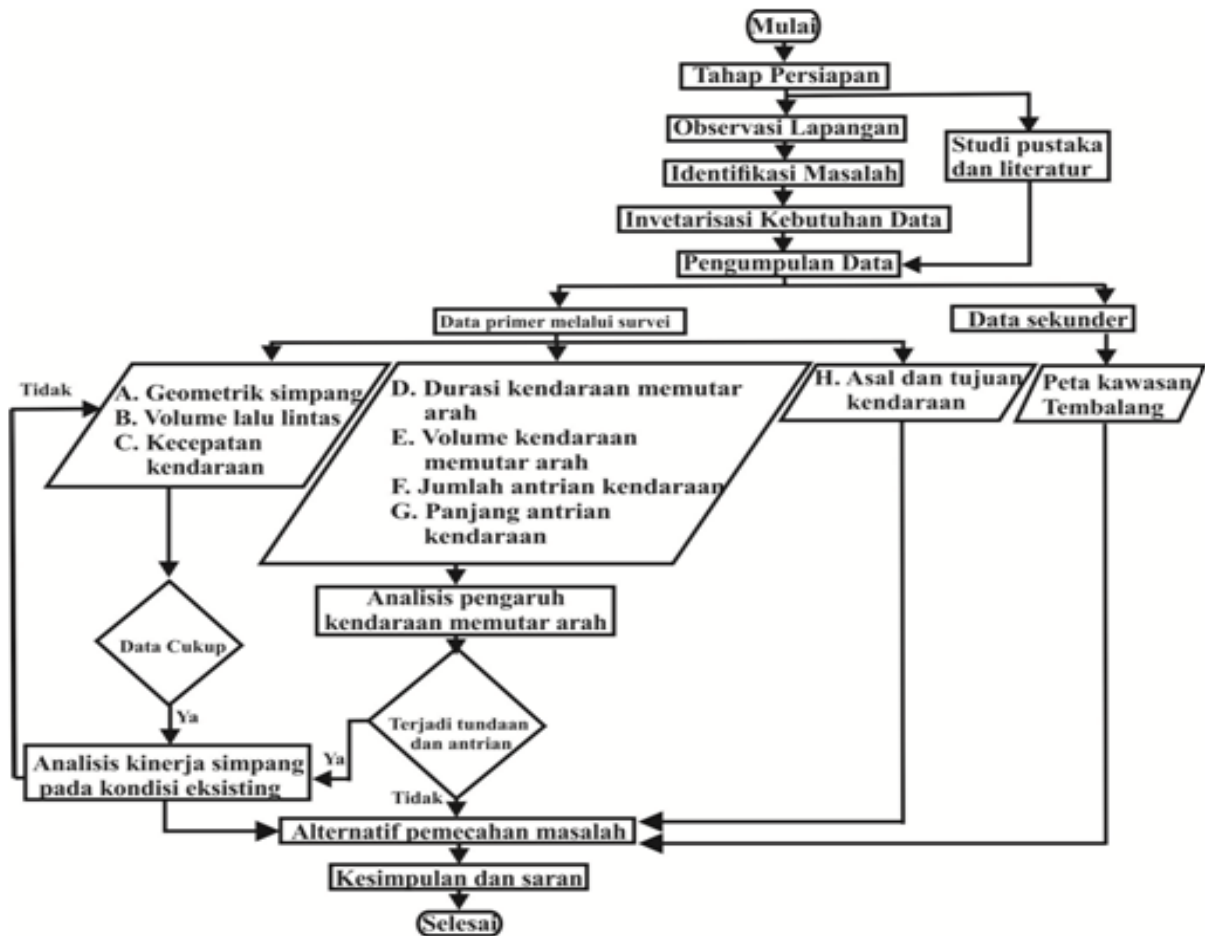 Mulai
Tahap Persiapan
Observasi Lapangan
Studi pustaka
dan literatur
Identifikasi Masalah
Invetarisasi Kebutuhan Data
Pengumpulan Data
Data primer melalui survei
Data sekunder
Tidak
A. Geometrik simpang
B. Volume lalu lintas
C. Kecepatan
kendaraan
D. Durasi kendaraan memutar
arah
E. Volume kendaraan
memutar arah
F. Jumlah antrian kendaraan
G. Panjang antrian
kendaraan
H. Asal dan tujuan
kendaraan
Peta kawasan
Tembalang
Analisis pengaruh
kendaraan memutar arah
Data Cukup
Ya
Terjadi tundaan
dan antrian
Ya
Tidak
Analisis kinerja simpang
pada kondisi eksisting
Alternatif pemecahan masalah
Kesimpulan dan saran
Selesai